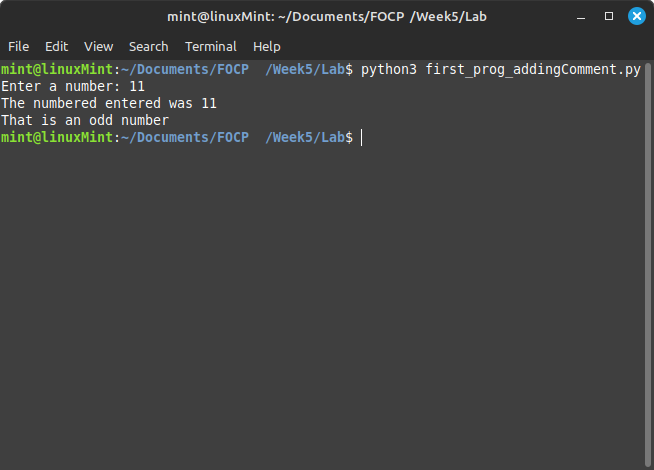 mint@linuxMint: ~/Documents/FOCP /Week5/Lab
File Edit View Search Terminal Help
mint@linuxMint:~/Documents/FOCP  /Week5/Lab$ python3 first_prog_addingComment.py
Enter a number: 11
The numbered entered was 11
That is an odd number
mint@linuxMint:~/Documents/FOCP  /Week5/Lab$